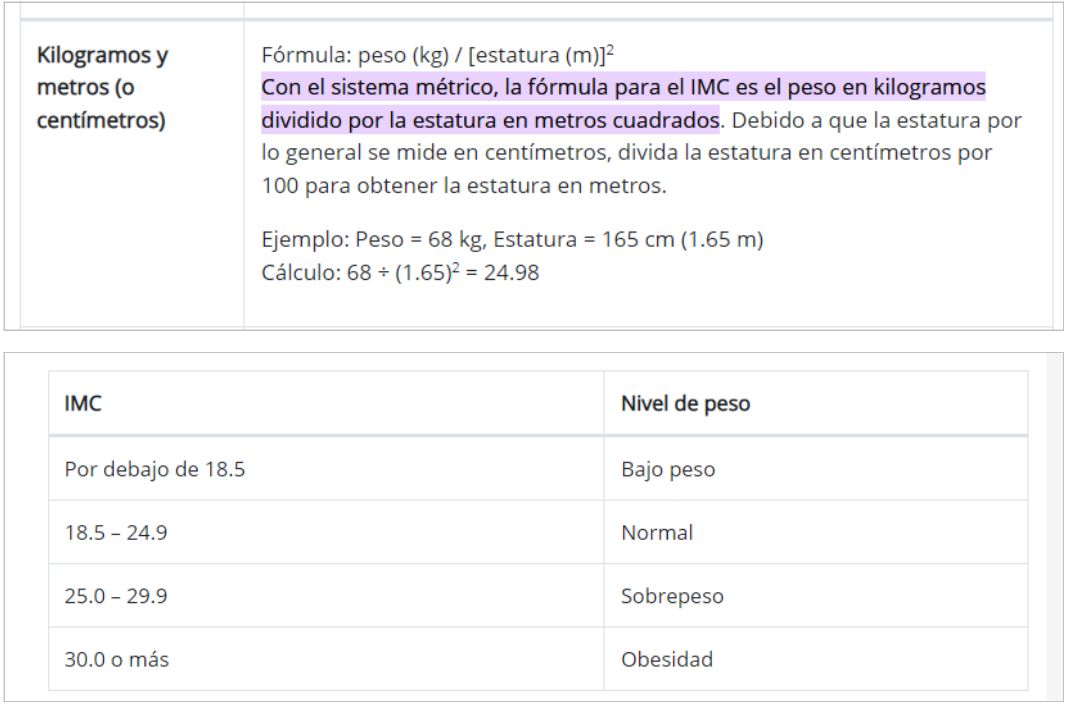 Kilogramos y
metros (o
centímetros)
Fórmula: peso (kg) / [estatura (m)]²
Con el sistema métrico, la fórmula para el IMC es el peso en kilogramos
dividido por la estatura en metros cuadrados. Debido a que la estatura por
lo general se mide en centímetros, divida la estatura en centímetros por
100 para obtener la estatura en metros.
Ejemplo: Peso = 68 kg, Estatura = 165 cm (1.65 m)
Cálculo: 68 ÷ (1.65)² = 24.98
IMC Nivel de peso
Por debajo de 18.5 Bajo peso
18.5 – 24.9 Normal
25.0 – 29.9 Sobrepeso
30.0 o más Obesidad